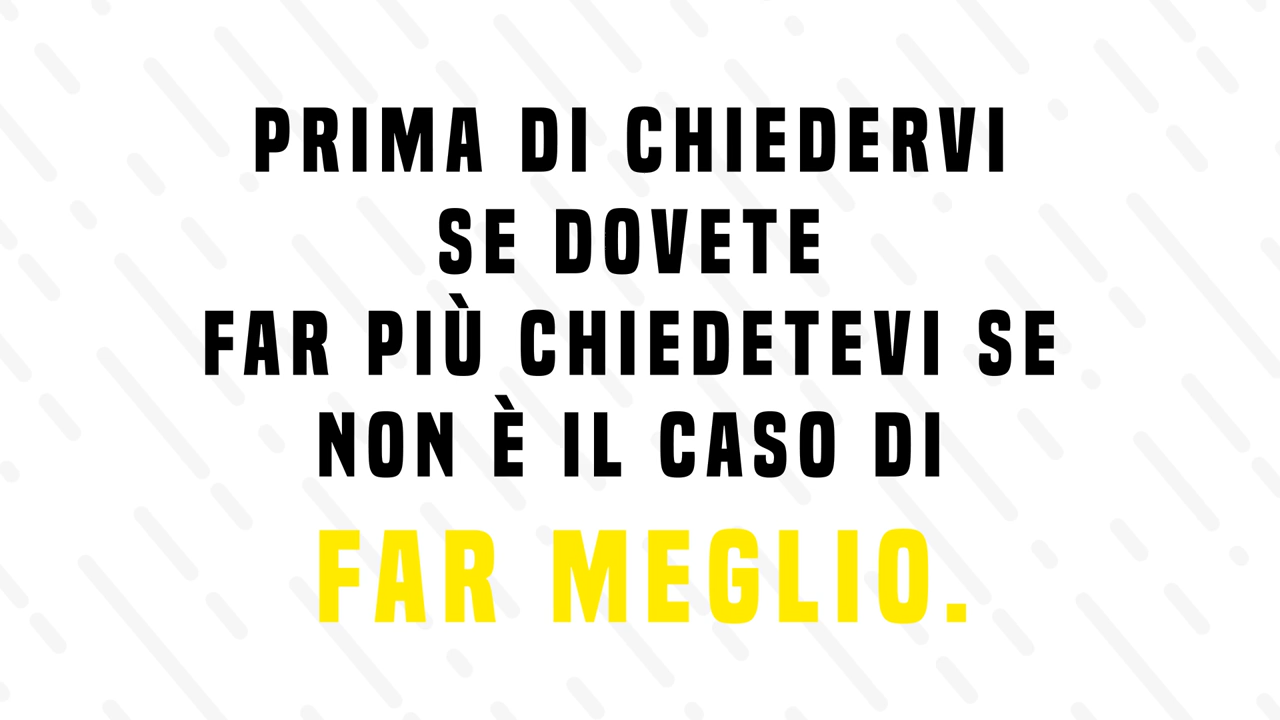 PRIMA DI CHIEDERVI
SE DOVETE
FAR PIÙ CHIEDETEVI SE
NON È IL CASO DI
FAR MEGLIO.